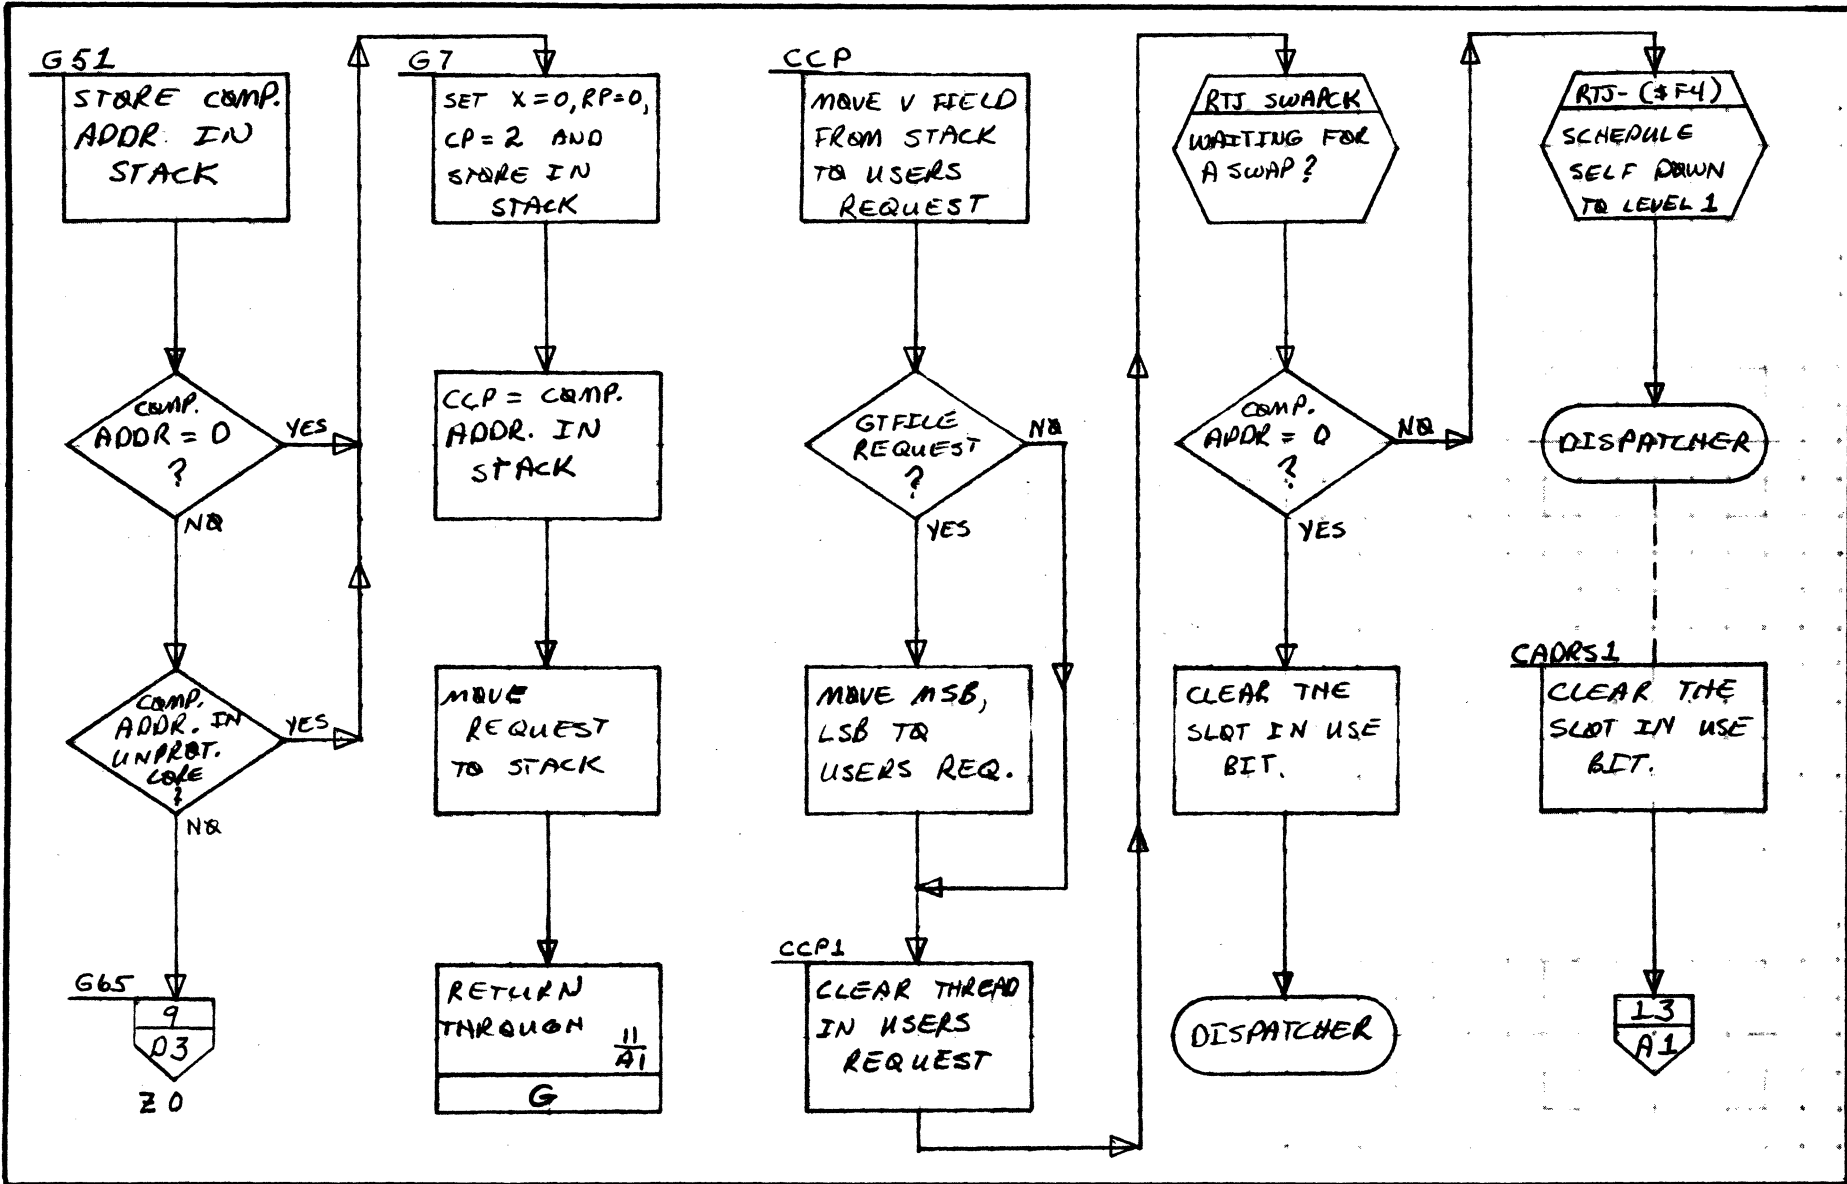 G51
STORE COMP.
ADDR. IN
STACK
COMP.
ADDR = 0
?
YES
NO
COMP.
ADDR. IN
UNPROT.
CORE
?
YES
NO
G65
9
D3
Z0
G7
SET X=0, RP=0,
CP=2 AND
STORE IN
STACK
CCP = COMP.
ADDR. IN
STACK
MOVE
REQUEST
TO STACK
RETURN
THROUGH
11
A1
G
CCP
MOVE V FIELD
FROM STACK
TO USERS
REQUEST
GTFILE
REQUEST
?
NO
YES
MOVE MSB,
LSB TO
USERS REQ.
CCP1
CLEAR THREAD
IN USERS
REQUEST
RTJ SWAPCK
WAITING FOR
A SWAP?
COMP.
ADDR = 0
?
NO
YES
CLEAR THE
SLOT IN USE
BIT.
DISPATCHER
RTJ- ($F4)
SCHEDULE
SELF DOWN
TO LEVEL 1
DISPATCHER
CADRS1
CLEAR THE
SLOT IN USE
BIT.
13
A1